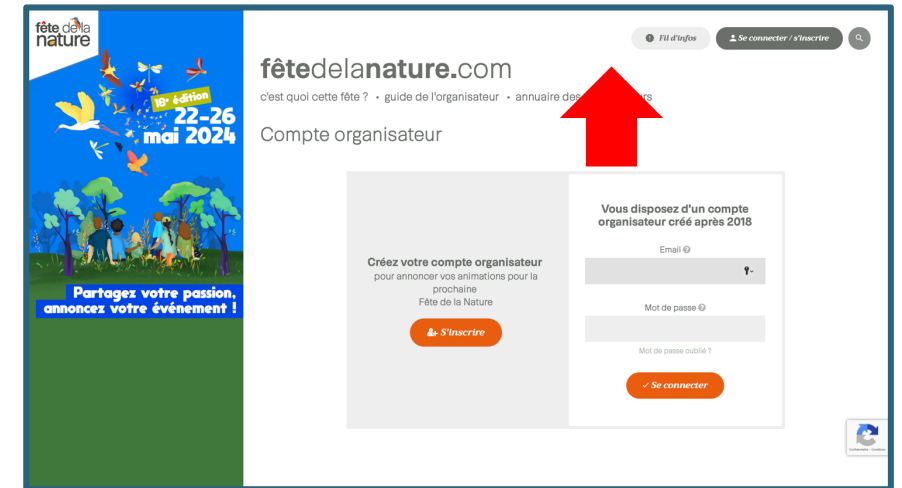 fête de la
nature
18e édition
22-26
mai 2024
Partagez votre passion,
annoncez votre événement !
Fil d'infos
Se connecter / s'inscrire
fêtedelanature.com
c'est quoi cette fête ? • guide de l'organisateur • annuaire des
rs
Compte organisateur
Créez votre compte organisateur
pour annoncer vos animations pour la
prochaine
Fête de la Nature
S'inscrire
Vous disposez d'un compte
organisateur créé après 2018
Email
Mot de passe
Mot de passe oublié ?
Se connecter
Confidentialité - Conditions